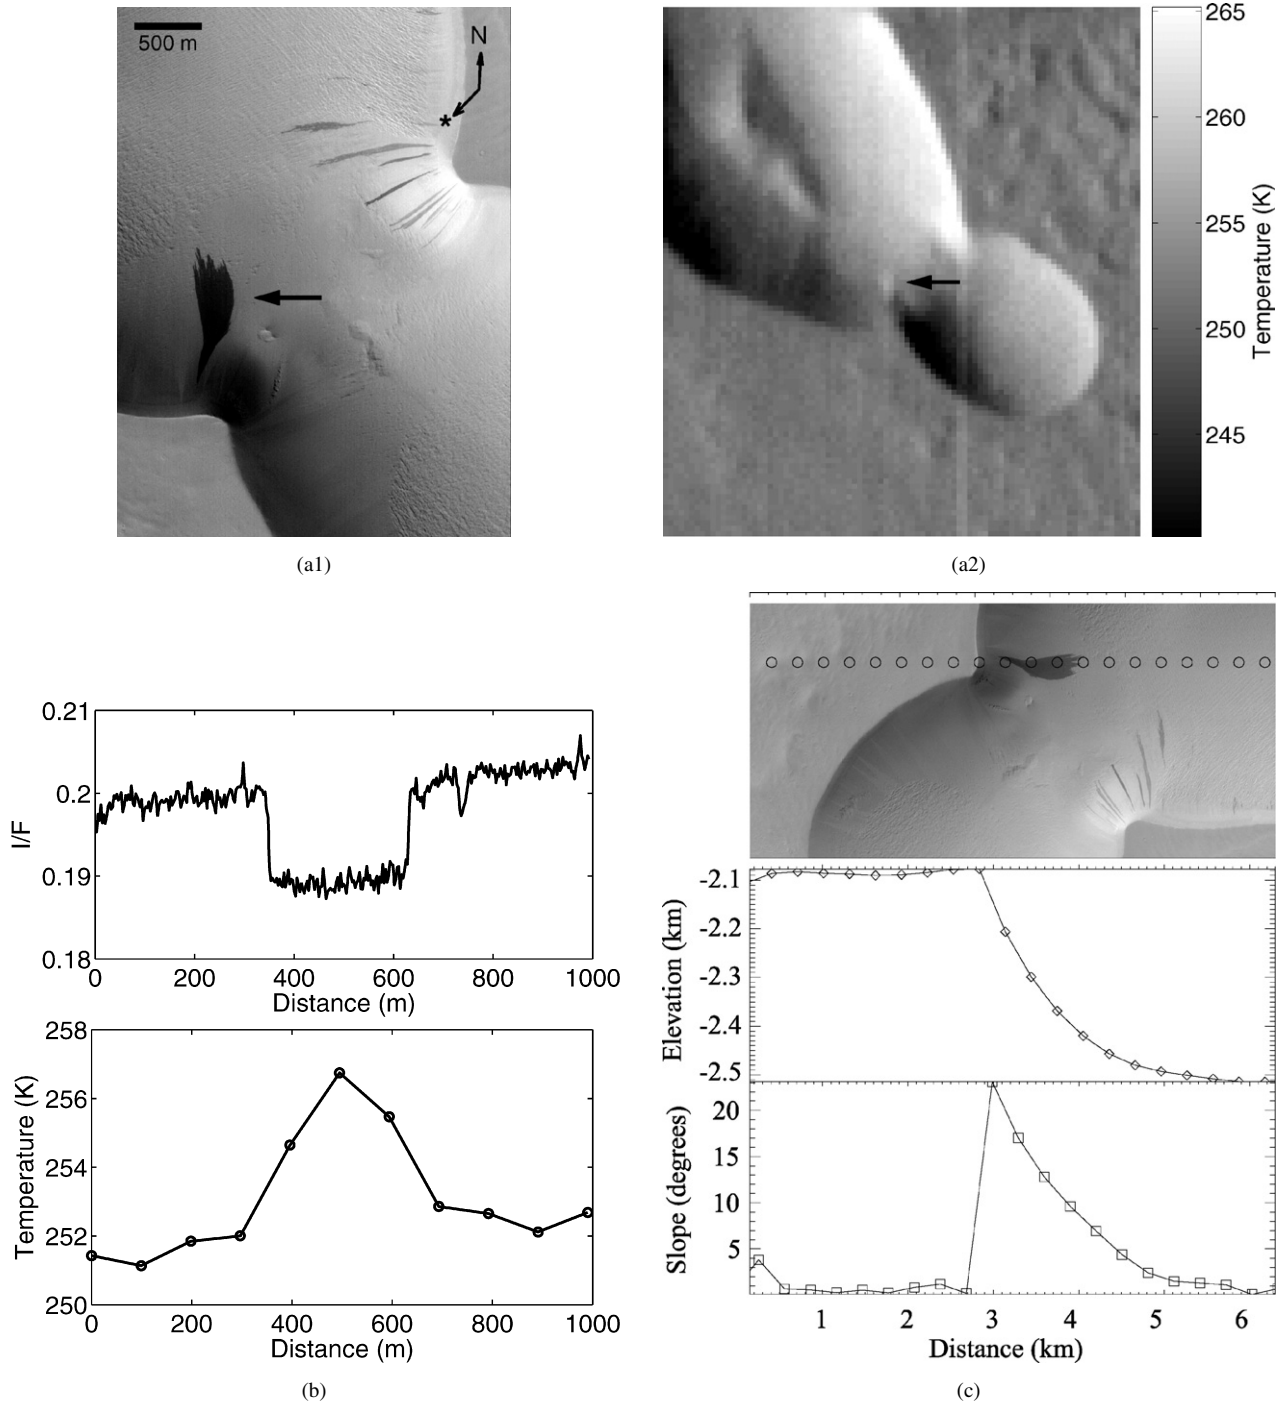 500 m
N
*
(a1)
265
260
255
250
245
Temperature (K)
(a2)
0.21
0.2
0.19
0.18
I/F
0 200 400 600 800 1000
Distance (m)
258
256
254
252
250
Temperature (K)
0 200 400 600 800 1000
Distance (m)
(b)
-2.1
-2.2
-2.3
-2.4
-2.5
Elevation (km)
20
15
10
5
Slope (degrees)
1 2 3 4 5 6
Distance (km)
(c)